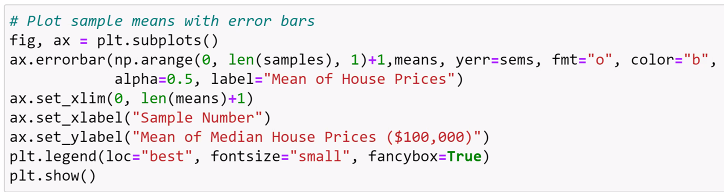 # Plot sample means with error bars
fig, ax = plt.subplots()
ax.errorbar(np.arange(0, len(samples), 1)+1,means, yerr=sems, fmt="o", color="b",
            alpha=0.5, label="Mean of House Prices")
ax.set_xlim(0, len(means)+1)
ax.set_xlabel("Sample Number")
ax.set_ylabel("Mean of Median House Prices ($100,000)")
plt.legend(loc="best", fontsize="small", fancybox=True)
plt.show()